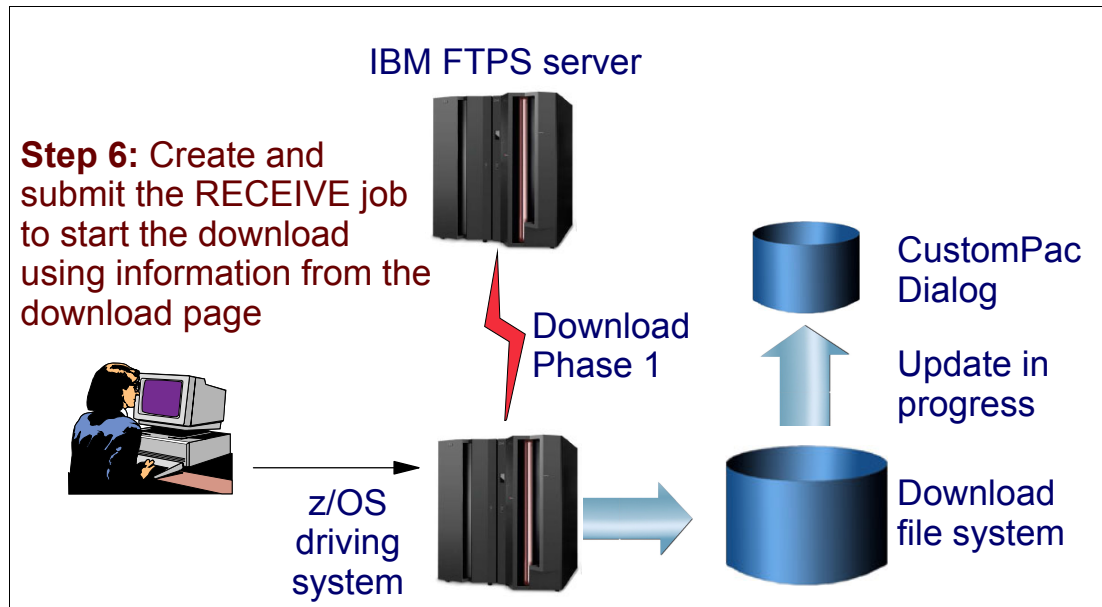 IBM FTPS server
Step 6: Create and
submit the RECEIVE job
to start the download
using information from the
download page
Download
Phase 1
CustomPac
Dialog
Update in
progress
z/OS
driving
system
Download
file system